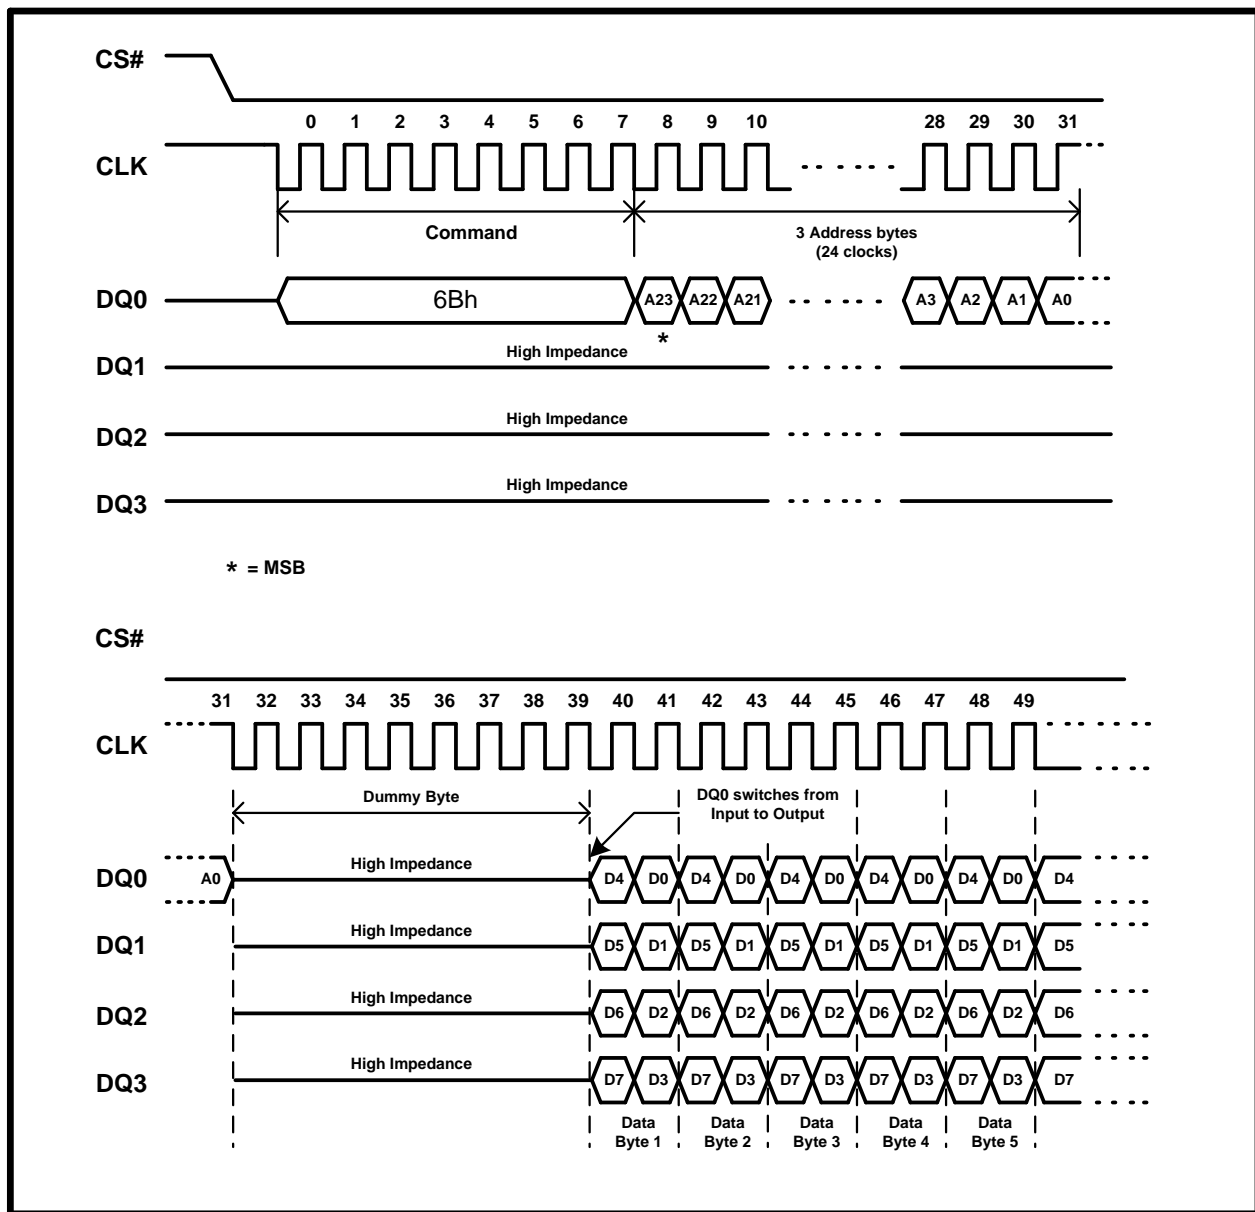 CS#
0 1 2 3 4 5 6 7 8 9 10 28 29 30 31
CLK
Command
3 Address bytes
(24 clocks)
DQ0 6Bh A23 A22 A21 A3 A2 A1 A0
*
High Impedance
DQ1
High Impedance
DQ2
High Impedance
DQ3
* = MSB
CS#
31 32 33 34 35 36 37 38 39 40 41 42 43 44 45 46 47 48 49
CLK
Dummy Byte
DQ0 switches from
Input to Output
High Impedance
DQ0 A0 D4 D0 D4 D0 D4 D0 D4 D0 D4 D0 D4
High Impedance
DQ1 D5 D1 D5 D1 D5 D1 D5 D1 D5 D1 D5
High Impedance
DQ2 D6 D2 D6 D2 D6 D2 D6 D2 D6 D2 D6
High Impedance
DQ3 D7 D3 D7 D3 D7 D3 D7 D3 D7 D3 D7
Data Data Data Data Data
Byte 1 Byte 2 Byte 3 Byte 4 Byte 5